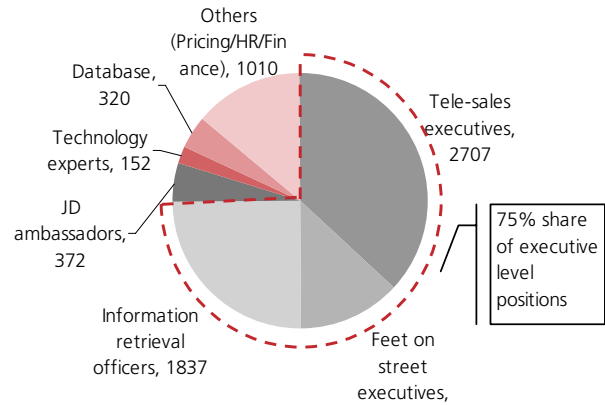 Others
(Pricing/HR/Fin
ance), 1010
Database,
320
Technology
experts, 152
JD
ambassadors,
372
Information
retrieval
officers, 1837
Feet on
street
executives,
Tele-sales
executives,
2707
75% share
of executive
level
positions